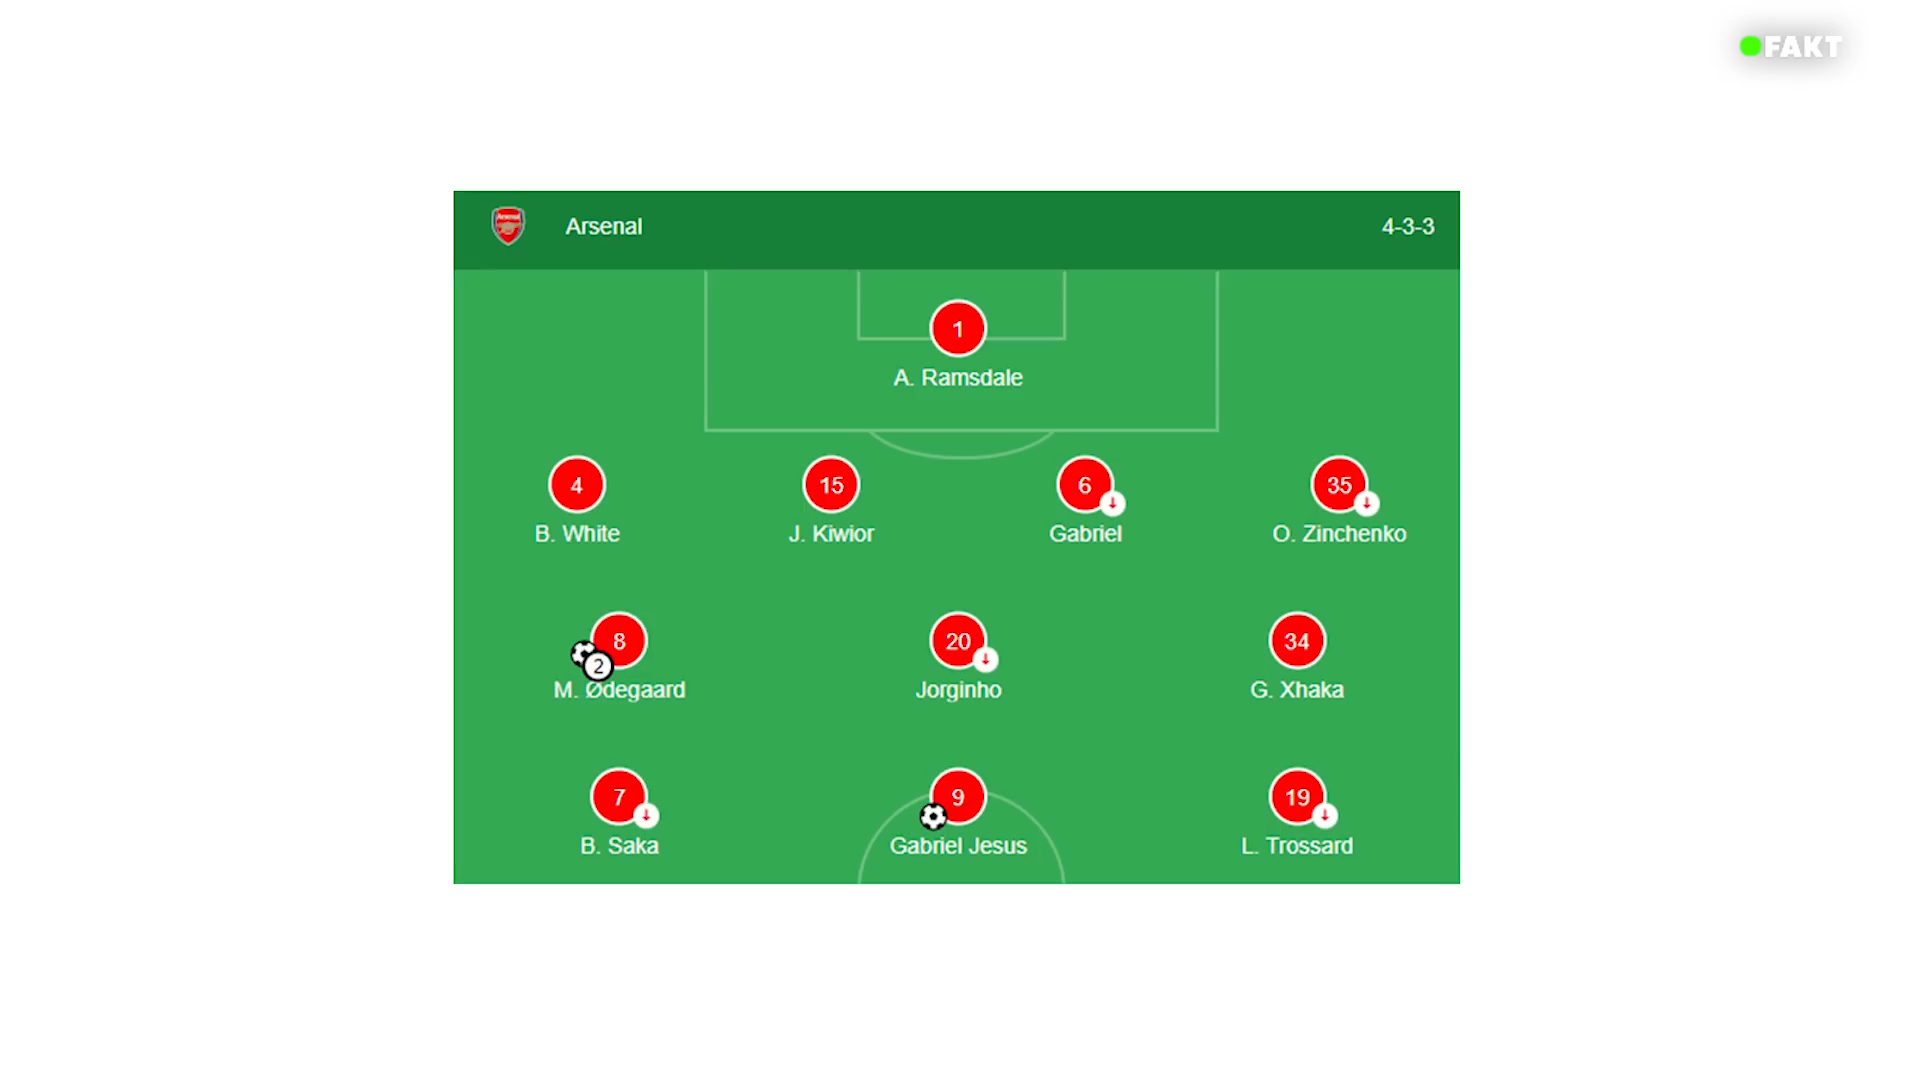 FAKT
Arsenal 4-3-3
Arsenal
1
A. Ramsdale
4 15 6 35
B. White J. Kiwior Gabriel O. Zinchenko
8 20 34
2
M. Ødegaard Jorginho G. Xhaka
7 9 19
B. Saka Gabriel Jesus L. Trossard